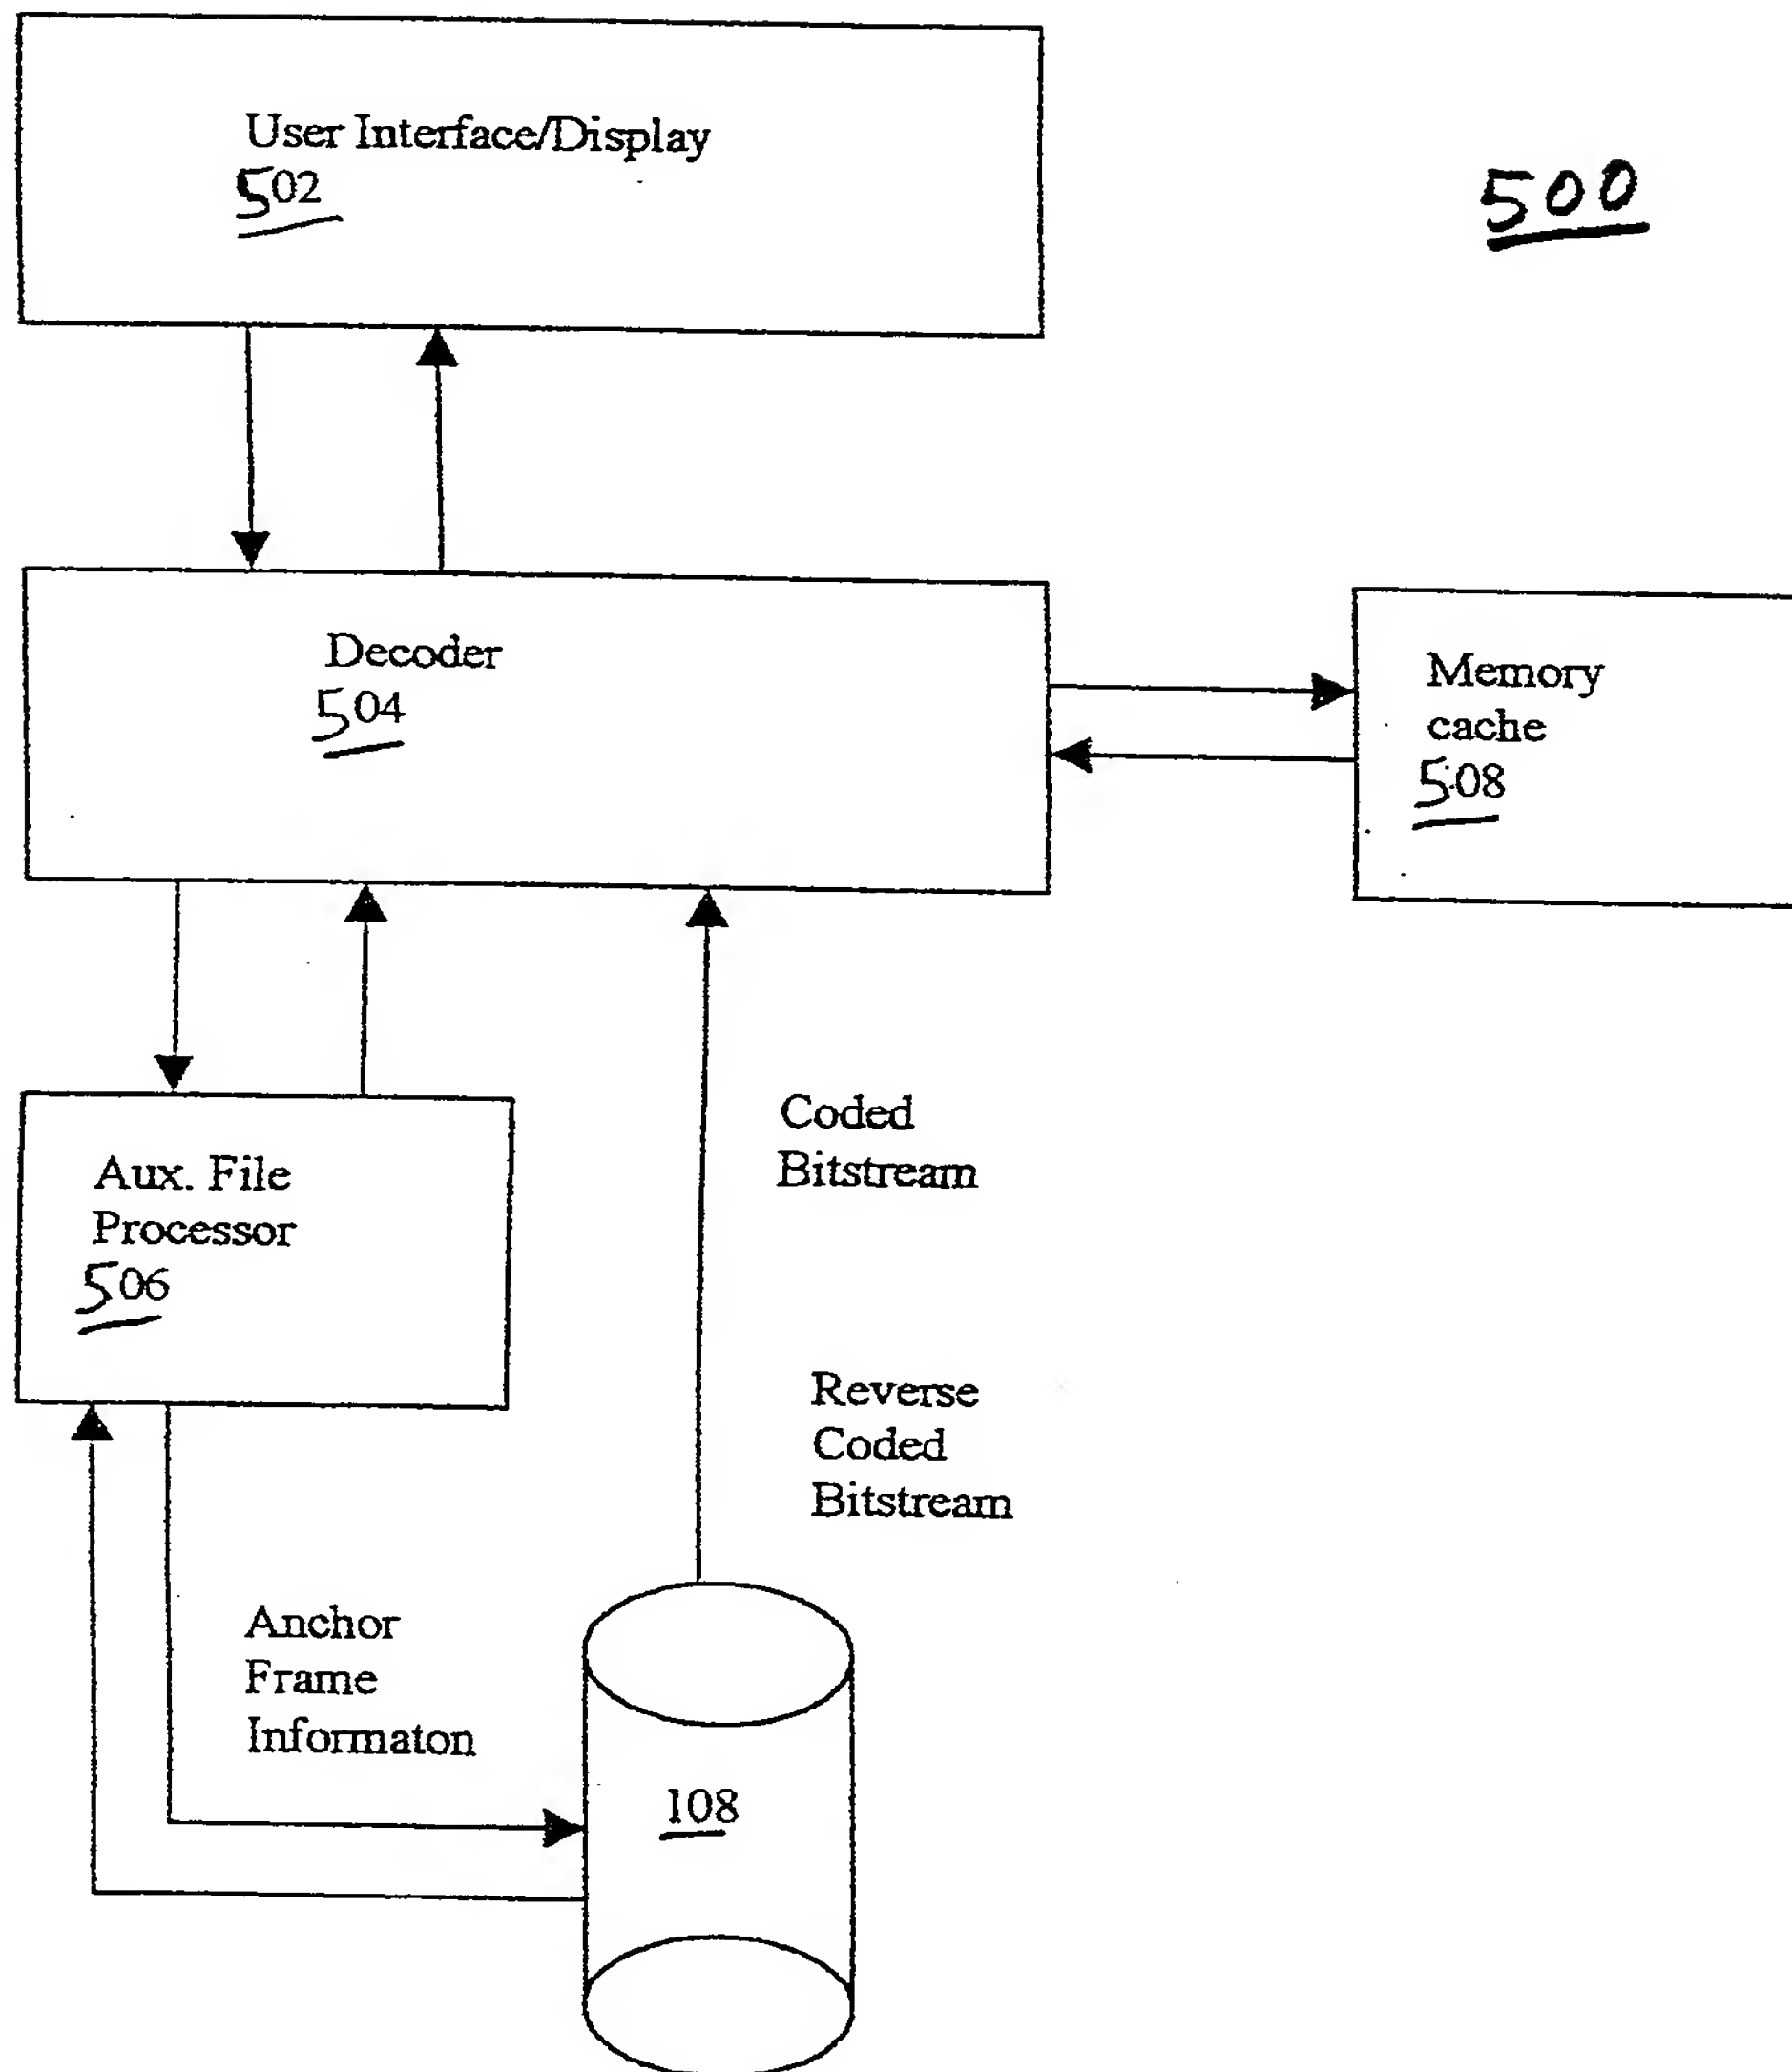 User Interface/Display
502
500
Decoder
504
Memory
cache
508
Aux. File
Processor
506
Coded
Bitstream
Reverse
Coded
Bitstream
Anchor
Frame
Informaton
108